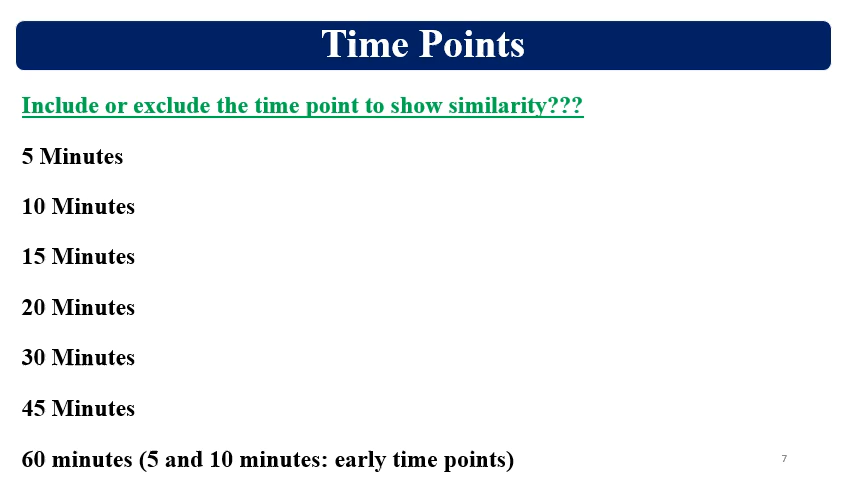 Time Points
Include or exclude the time point to show similarity???
5 Minutes
10 Minutes
15 Minutes
20 Minutes
30 Minutes
45 Minutes
60 minutes (5 and 10 minutes: early time points)
7